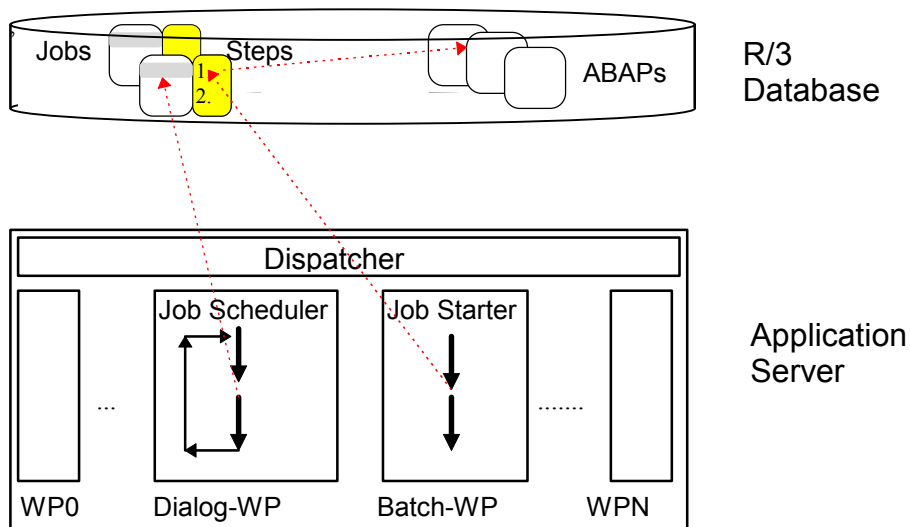 Jobs
Steps
1
2.
ABAPs
R/3
Database
Dispatcher
Job Scheduler
Job Starter
...
.......
WP0
Dialog-WP
Batch-WP
WPN
Application
Server